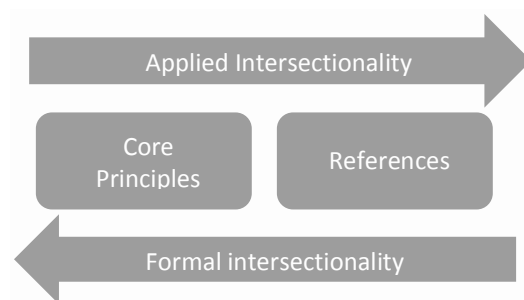 Applied Intersectionality
Core
Principles
References
Formal intersectionality